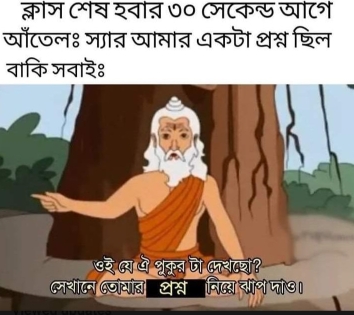 ক্লাস শেষ হবার ৩০ সেকেন্ড আগে
আঁতেলঃ স্যার আমার একটা প্রশ্ন ছিল
বাকি সবাইঃ
ওই যে ঐ পুকুর টা দেখছো?
সেখানে তোমার প্রশ্ন নিয়ে ঝাঁপ দাও।